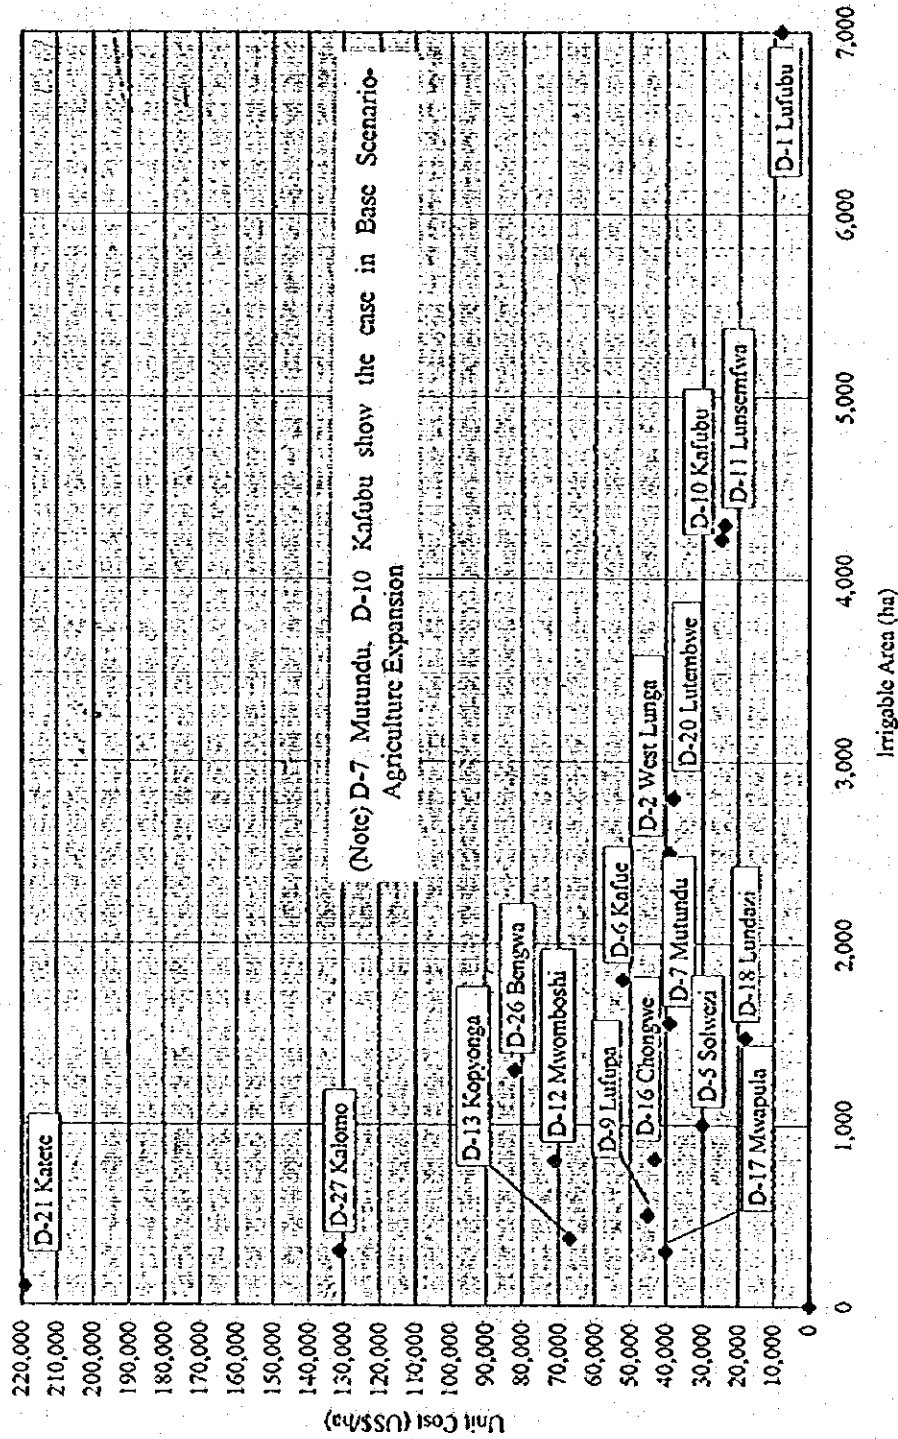 Unit Cost (US$/ha)
220,000
210,000
200,000
190,000
180,000
170,000
160,000
150,000
140,000
130,000
120,000
110,000
100,000
90,000
80,000
70,000
60,000
50,000
40,000
30,000
20,000
10,000
0
D-21 Katete
D-27 Kalomo
(Note) D-7 Mutundu, D-10 Kafubu show the case in Base Scenario-
Agriculture Expansion
D-13 Kopyonga
D-26 Bengwa
D-12 Mwomboshi
D-6 Kafue
D-9 Lufupa
D-16 Chongwe
D-2 West Lunga
D-7 Mutundu
D-20 Lutembwe
D-5 Solwezi
D-18 Lundazi
D-17 Mwapula
D-10 Kafubu
D-11 Lunsemfwa
D-1 Lufubu
0
1,000
2,000
3,000
4,000
5,000
6,000
7,000
Irrigable Area (ha)